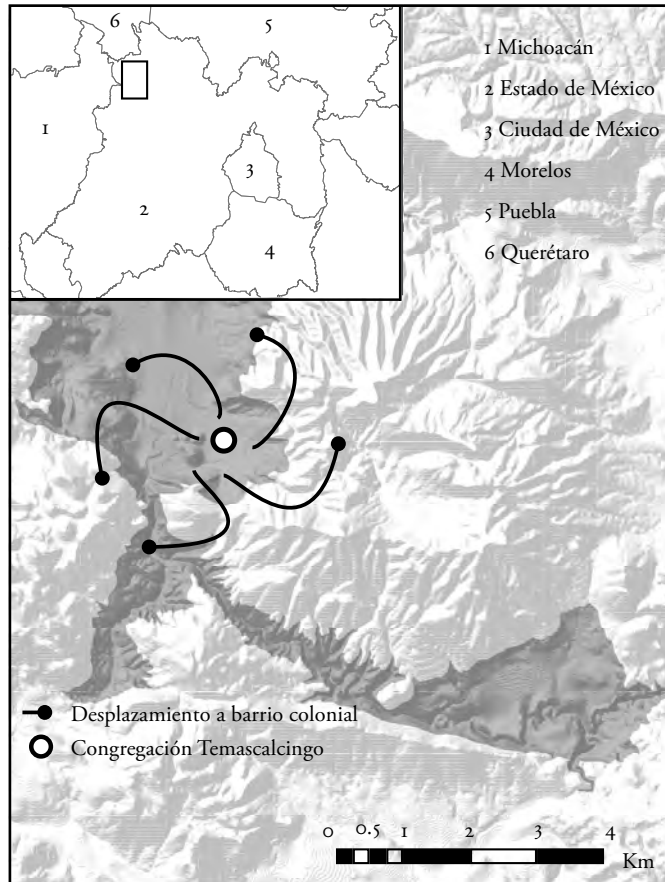 6
5
1
3
2
4
1 Michoacán
2 Estado de México
3 Ciudad de México
4 Morelos
5 Puebla
6 Querétaro
Desplazamiento a barrio colonial
Congregación Temascalcingo
0 0.5 1 2 3 4
Km